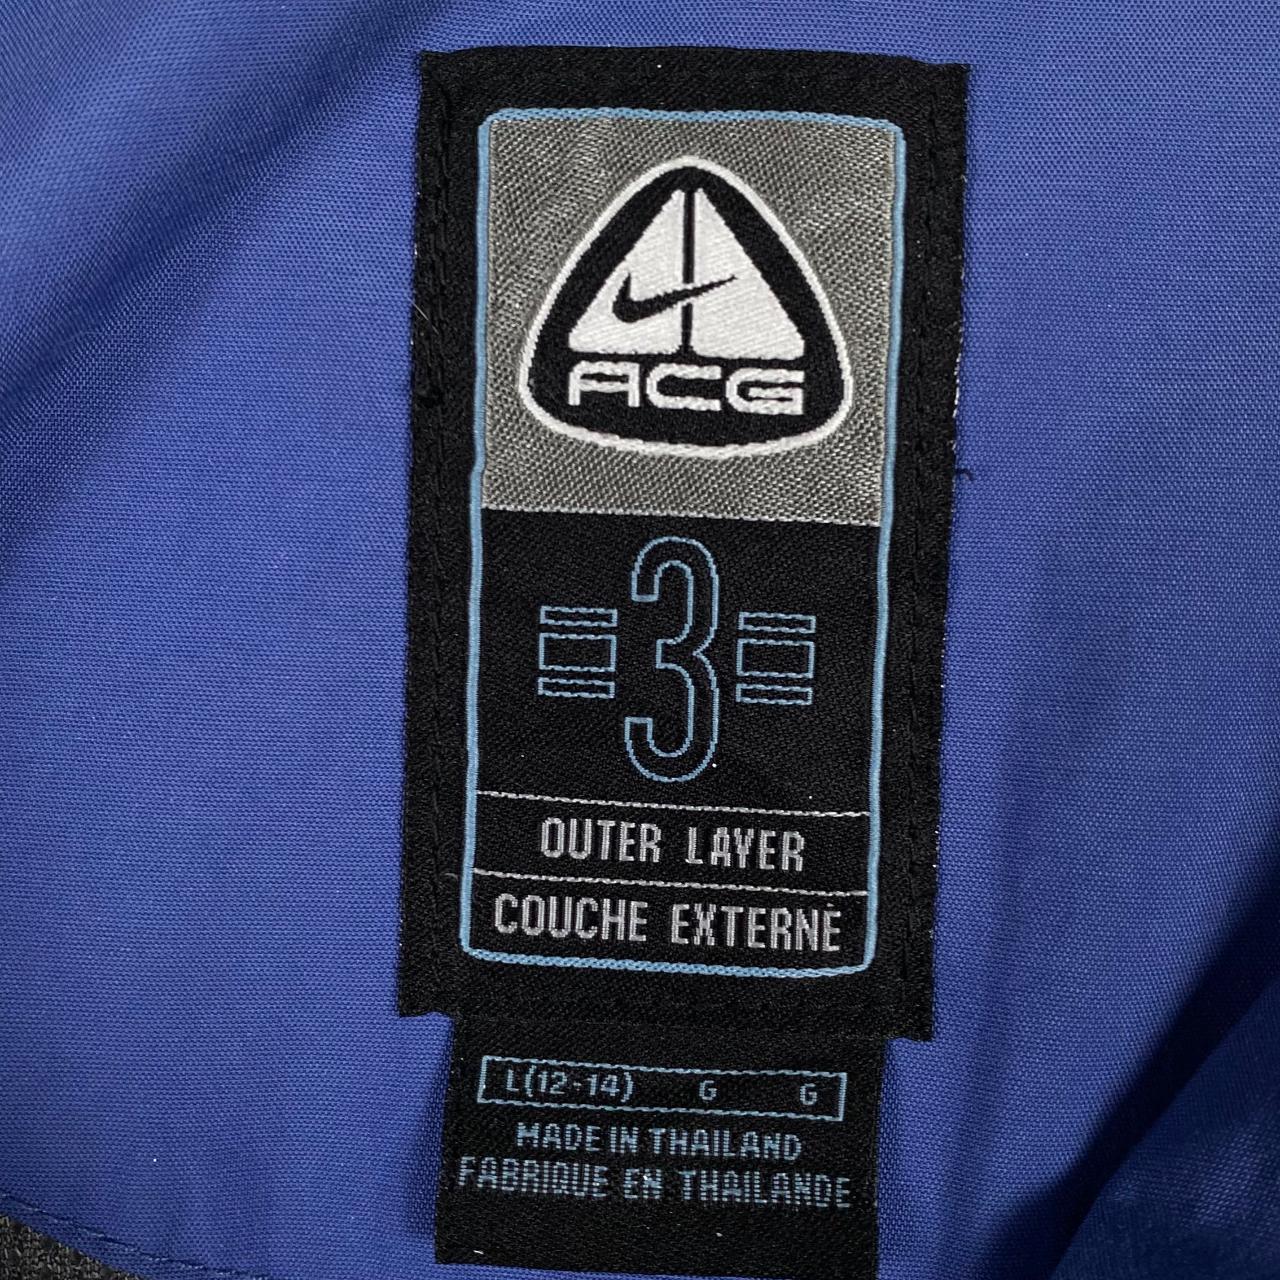 ACG
3
OUTER LAYER
COUCHE EXTERNE
L(12-14) G G
MADE IN THAILAND
FABRIQUE EN THAILANDE